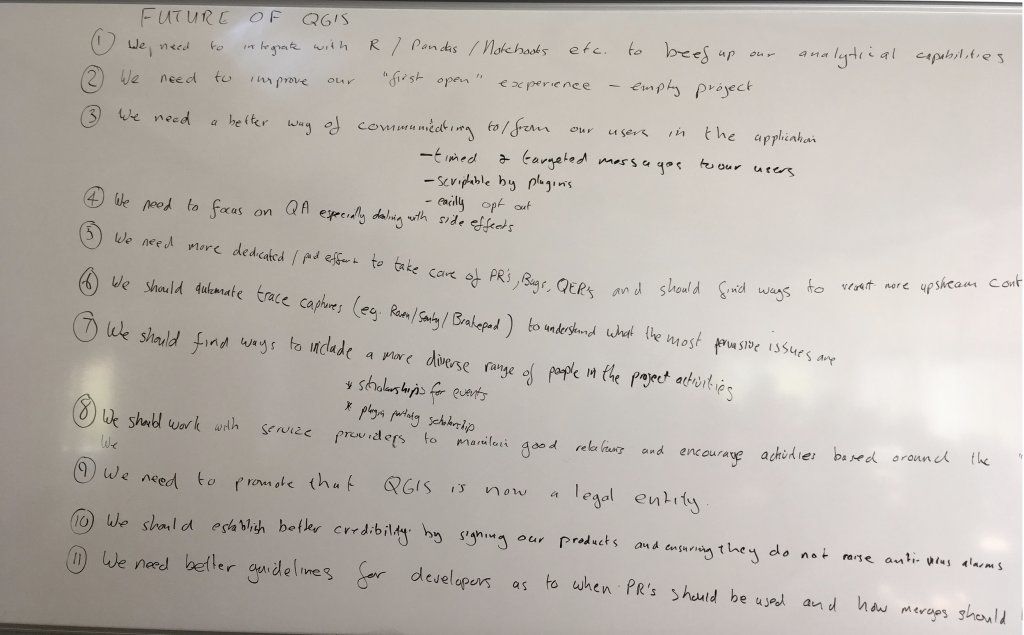 FUTURE OF QGIS
① We need to integrate with R / Pandas / Notebooks etc. to beef up our analytical capabilities
② We need to improve our "first open" experience – empty project
③ We need a better way of communicating to/from our users in the application
– timed & targeted messages to our users
– scriptable by plugins
– easily opt out
④ We need to focus on QA especially dealing with side effects
⑤ We need more dedicated / paid effort to take care of PR's, Bugs, QEPs and should find ways to more upstream cont
⑥ We should automate trace captures (eg. Raven/Sentry/Brakepad) to understand what the most pervasive issues are
⑦ We should find ways to include a more diverse range of people in the project activities
* scholarships for events
* plugin porting scholarship
⑧ We should work with service providers to maintain good relations and encourage activities based around the
We
⑨ We need to promote that QGIS is now a legal entity.
⑩ We should establish better credibility by signing our products and ensuring they do not raise anti-virus alarms
⑪ We need better guidelines for developers as to when PR's should be used and how merges should